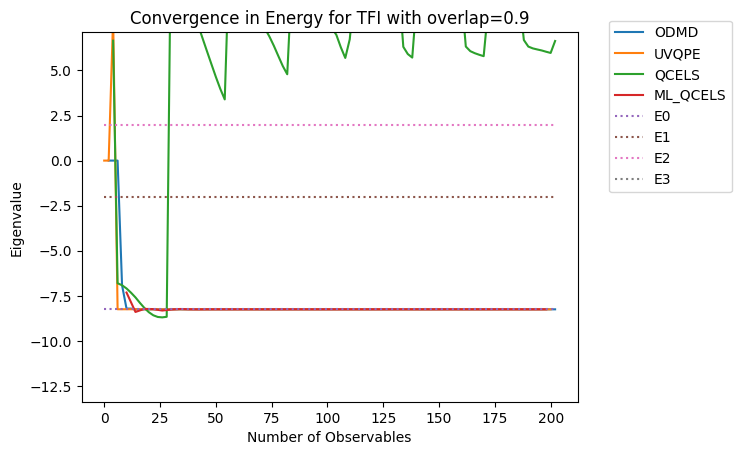 Convergence in Energy for TFI with overlap=0.9
5.0
2.5
0.0
−2.5
−5.0
−7.5
−10.0
−12.5
Eigenvalue
0
25
50
75
100
125
150
175
200
Number of Observables
ODMD
UVQPE
QCELS
ML_QCELS
E0
E1
E2
E3